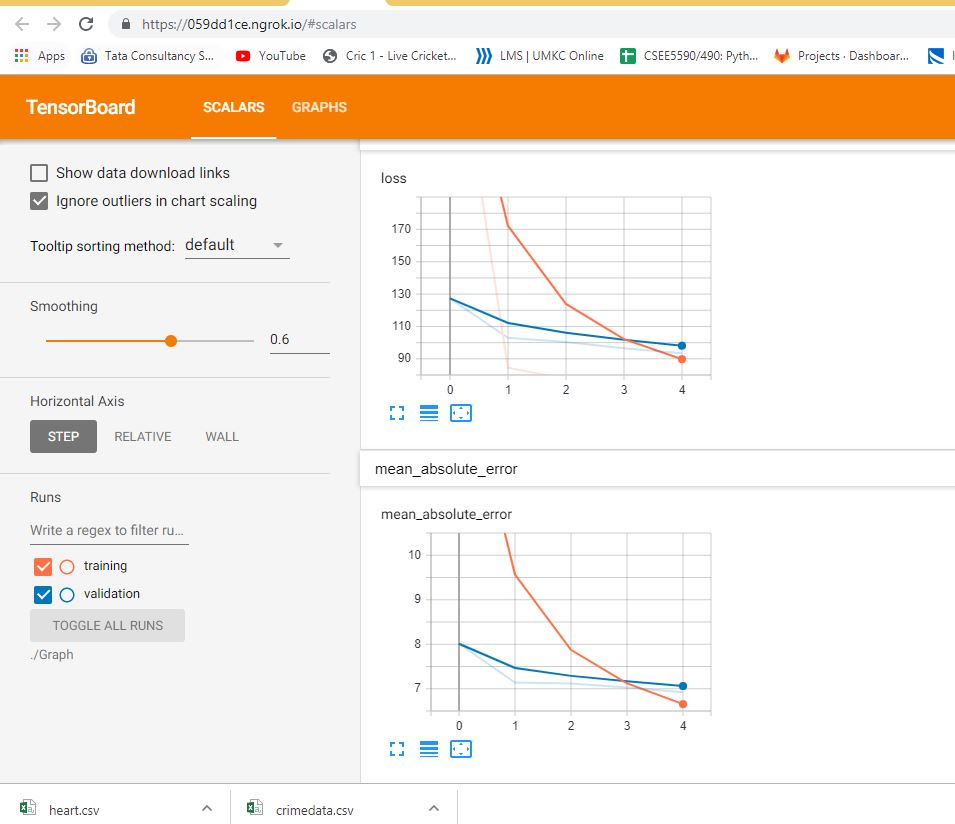 https://059dd1ce.ngrok.io/#scalars
Apps Tata Consultancy S... YouTube Cric 1 - Live Cricket... LMS | UMKC Online CSEE5590/490: Pyth... Projects · Dashboar...
TensorBoard SCALARS GRAPHS
Show data download links
Ignore outliers in chart scaling
Tooltip sorting method: default
Smoothing
0.6
Horizontal Axis
STEP RELATIVE WALL
Runs
Write a regex to filter ru...
training
validation
TOGGLE ALL RUNS
./Graph
loss
170
150
130
110
90
0 1 2 3 4
mean_absolute_error
mean_absolute_error
10
9
8
7
0 1 2 3 4
heart.csv crimedata.csv